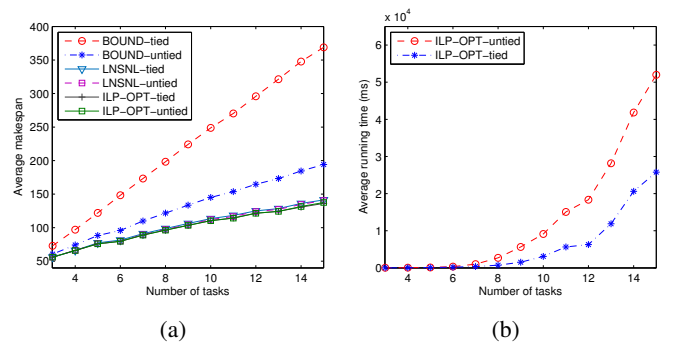 400
350
300
250
200
150
100
50
Average makespan
BOUND-tied
BOUND-untied
LNSNL-tied
LNSNL-untied
ILP-OPT-tied
ILP-OPT-untied
4 6 8 10 12 14
Number of tasks
(a)
x 10^4
6
5
4
3
2
1
0
Average running time (ms)
ILP-OPT-untied
ILP-OPT-tied
4 6 8 10 12 14
Number of tasks
(b)